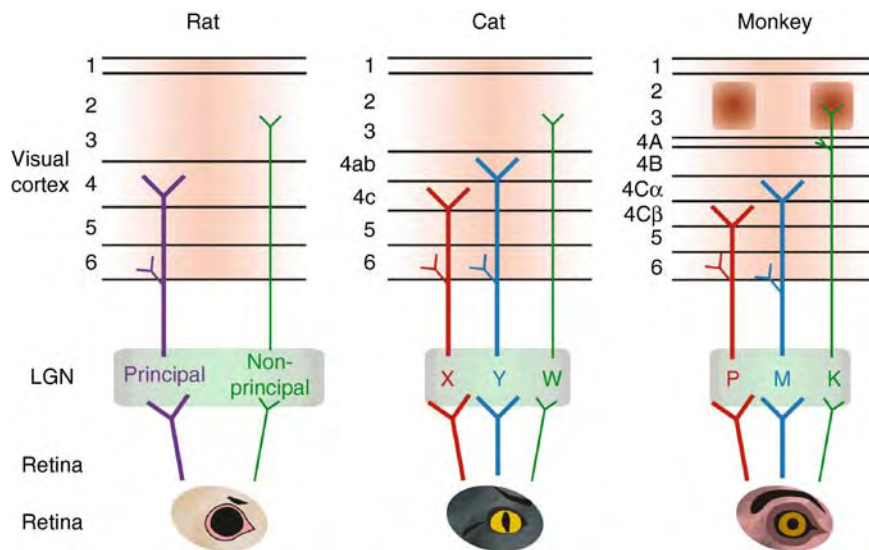 Rat
Cat
Monkey
1
2
3
4
5
6
1
2
3
4ab
4c
5
6
1
2
3
4A
4B
4Cα
4Cβ
5
6
Visual
cortex
LGN
Principal
Non-
principal
X Y W
P M K
Retina
Retina